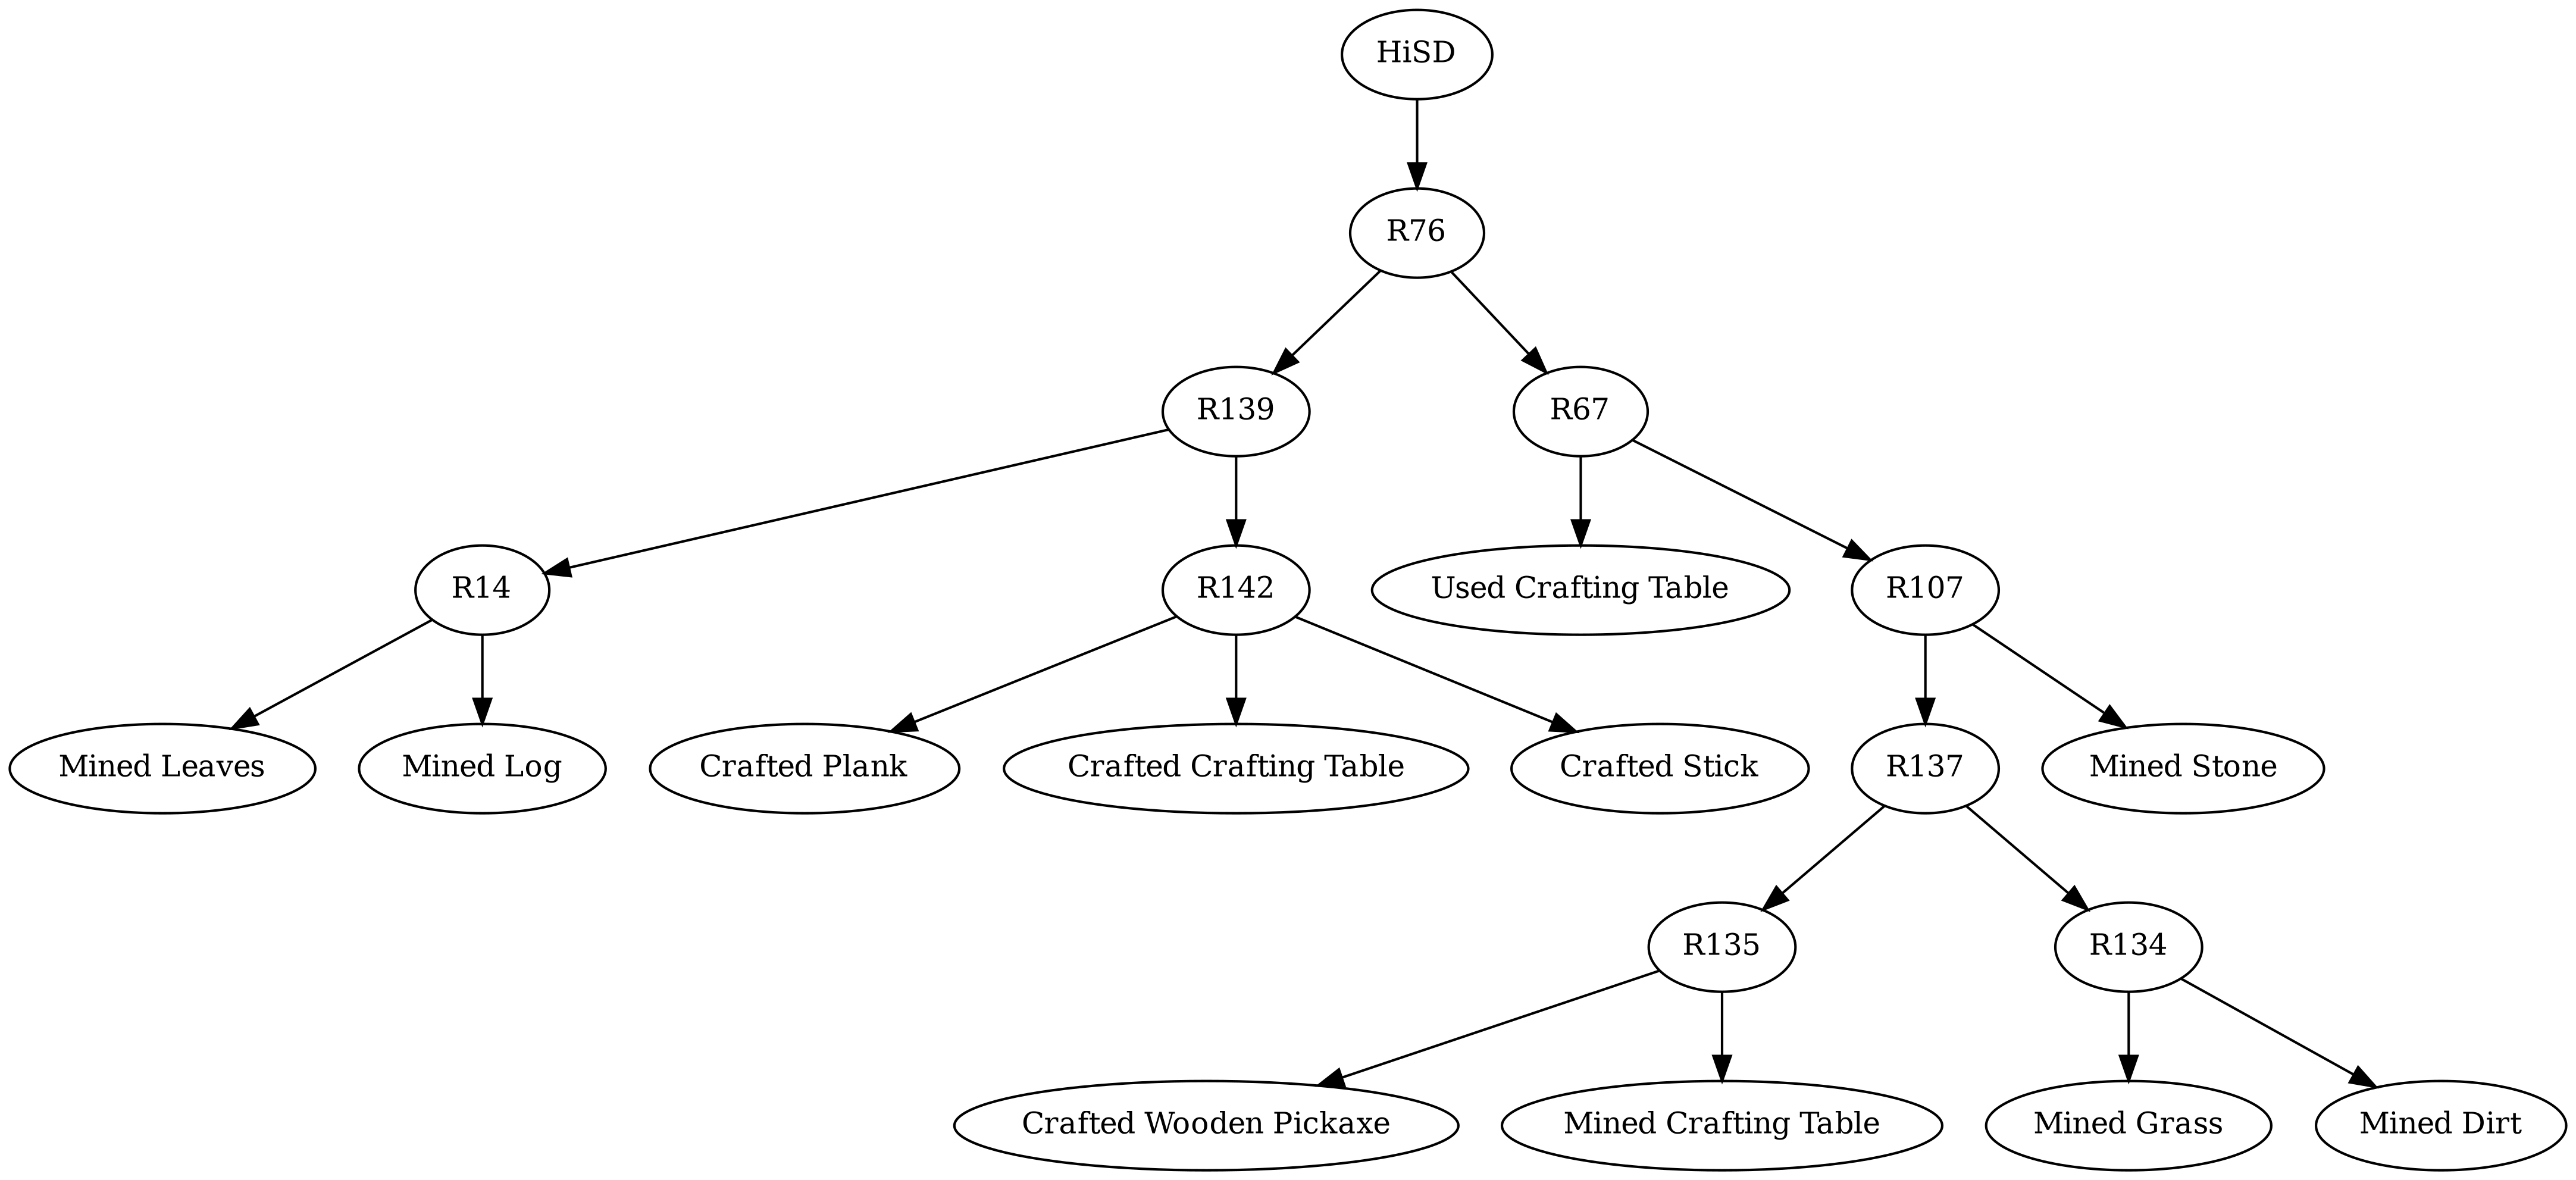 HiSD
R76
R139
R67
R14
R142
Used Crafting Table
R107
Mined Leaves
Mined Log
Crafted Plank
Crafted Crafting Table
Crafted Stick
R137
Mined Stone
R135
R134
Crafted Wooden Pickaxe
Mined Crafting Table
Mined Grass
Mined Dirt